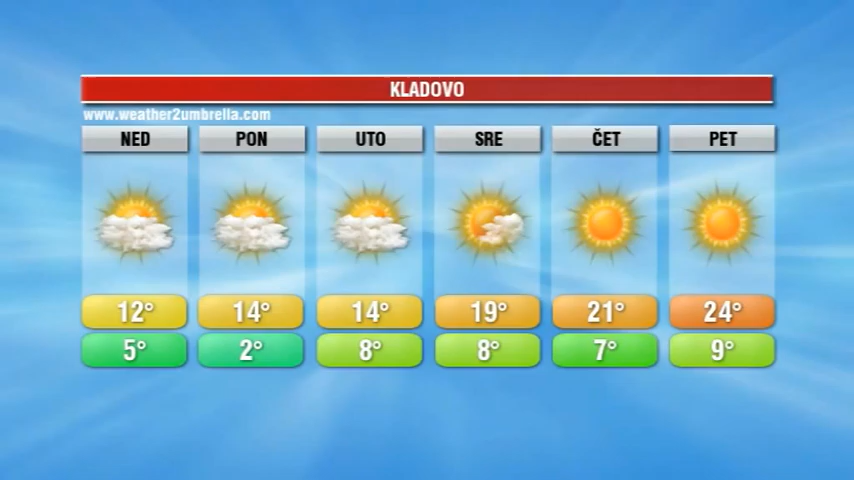 KLADOVO
www.weather2umbrella.com
NED PON UTO SRE ČET PET
12° 14° 14° 19° 21° 24°
5° 2° 8° 8° 7° 9°